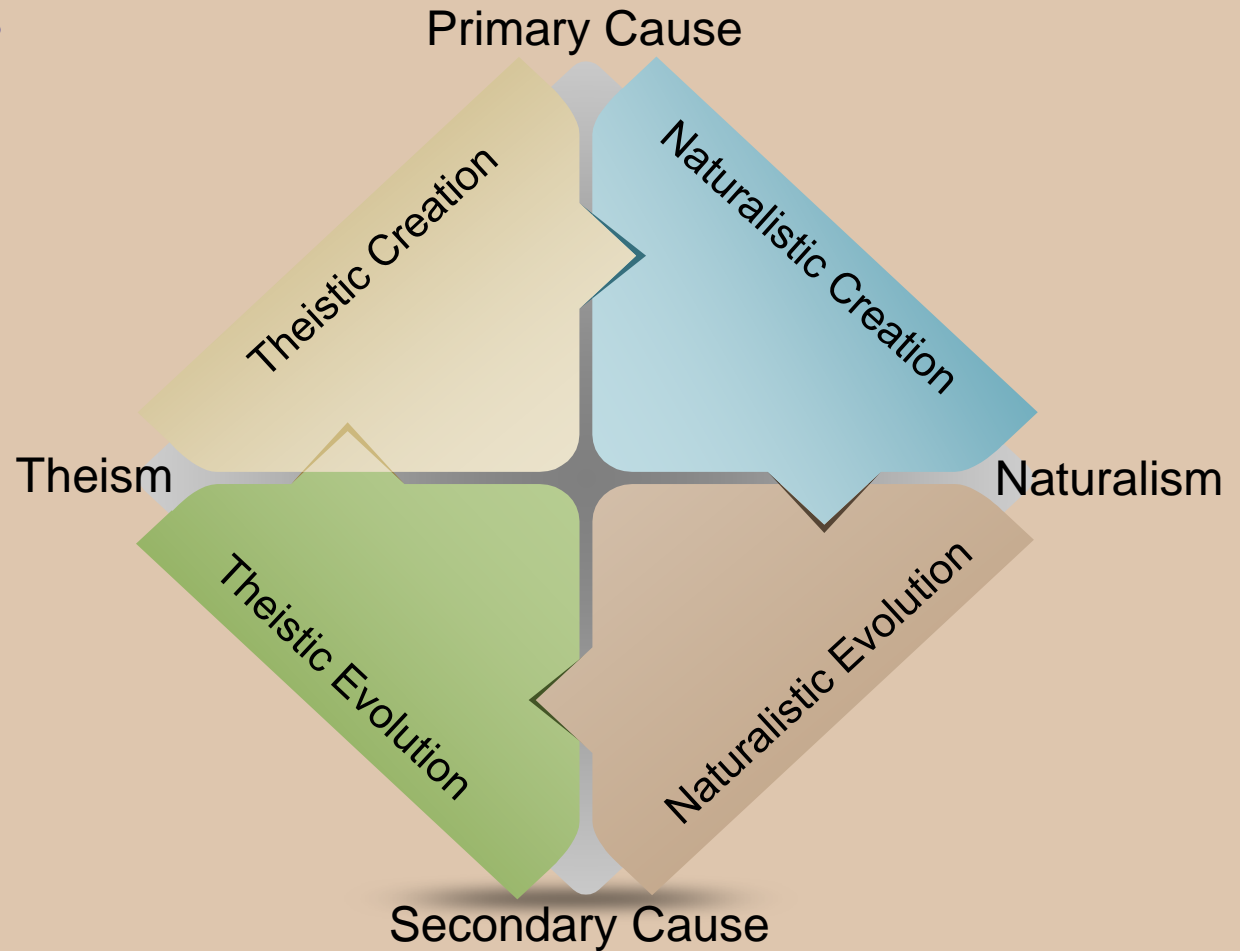 Primary Cause
Theistic Creation
Naturalistic Creation
Theism
Naturalism
Theistic Evolution
Naturalistic Evolution
Secondary Cause